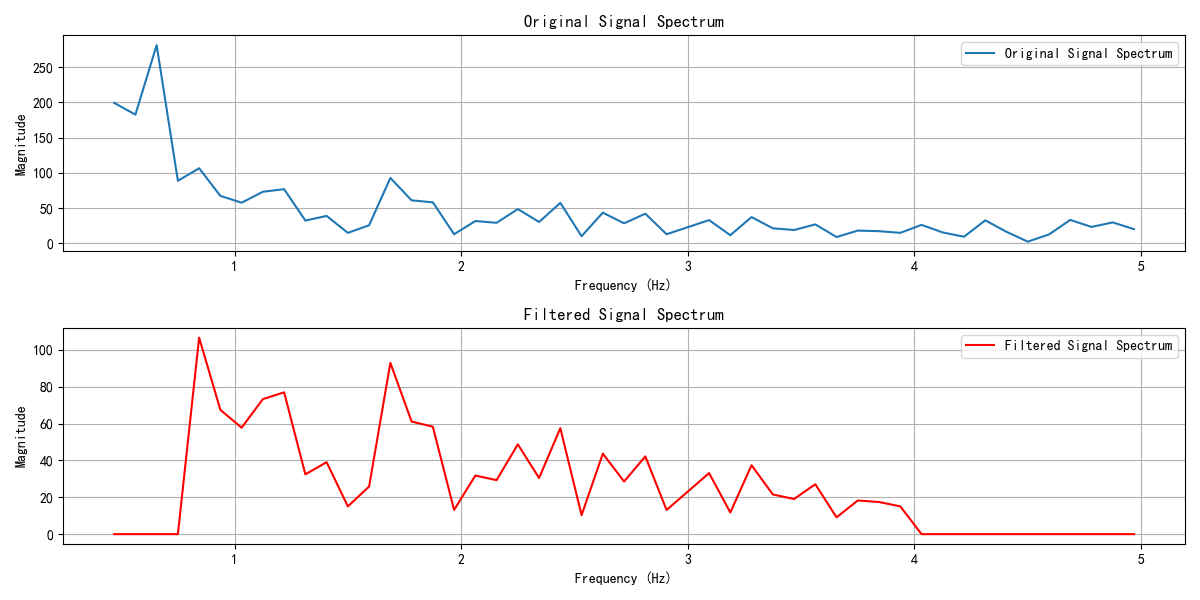 Original Signal Spectrum
Original Signal Spectrum
Magnitude
250
200
150
100
50
0
1 2 3 4 5
Frequency (Hz)
Filtered Signal Spectrum
Filtered Signal Spectrum
Magnitude
100
80
60
40
20
0
1 2 3 4 5
Frequency (Hz)